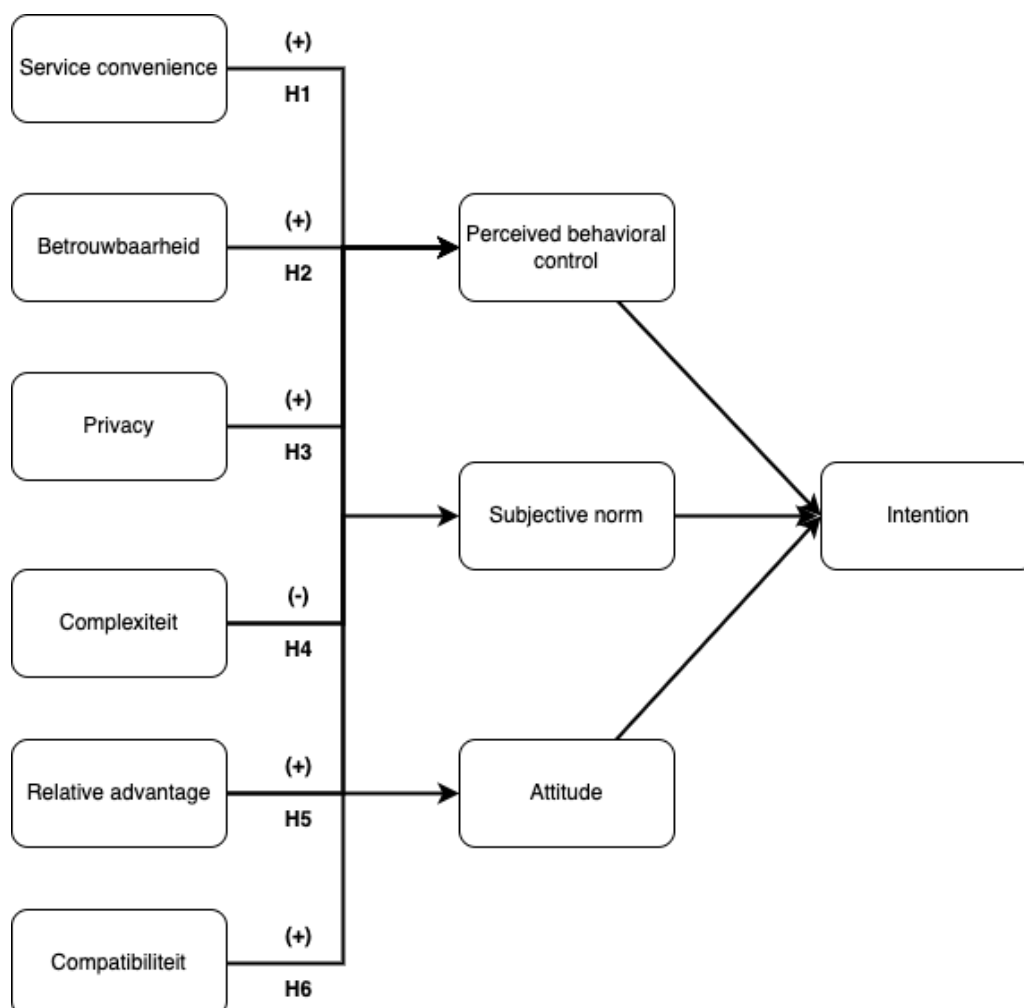 Service convenience
(+)
H1
Betrouwbaarheid
(+)
H2
Perceived behavioral
control
Privacy
(+)
H3
Subjective norm
Intention
Complexiteit
(-)
H4
Relative advantage
(+)
H5
Attitude
Compatibiliteit
(+)
H6